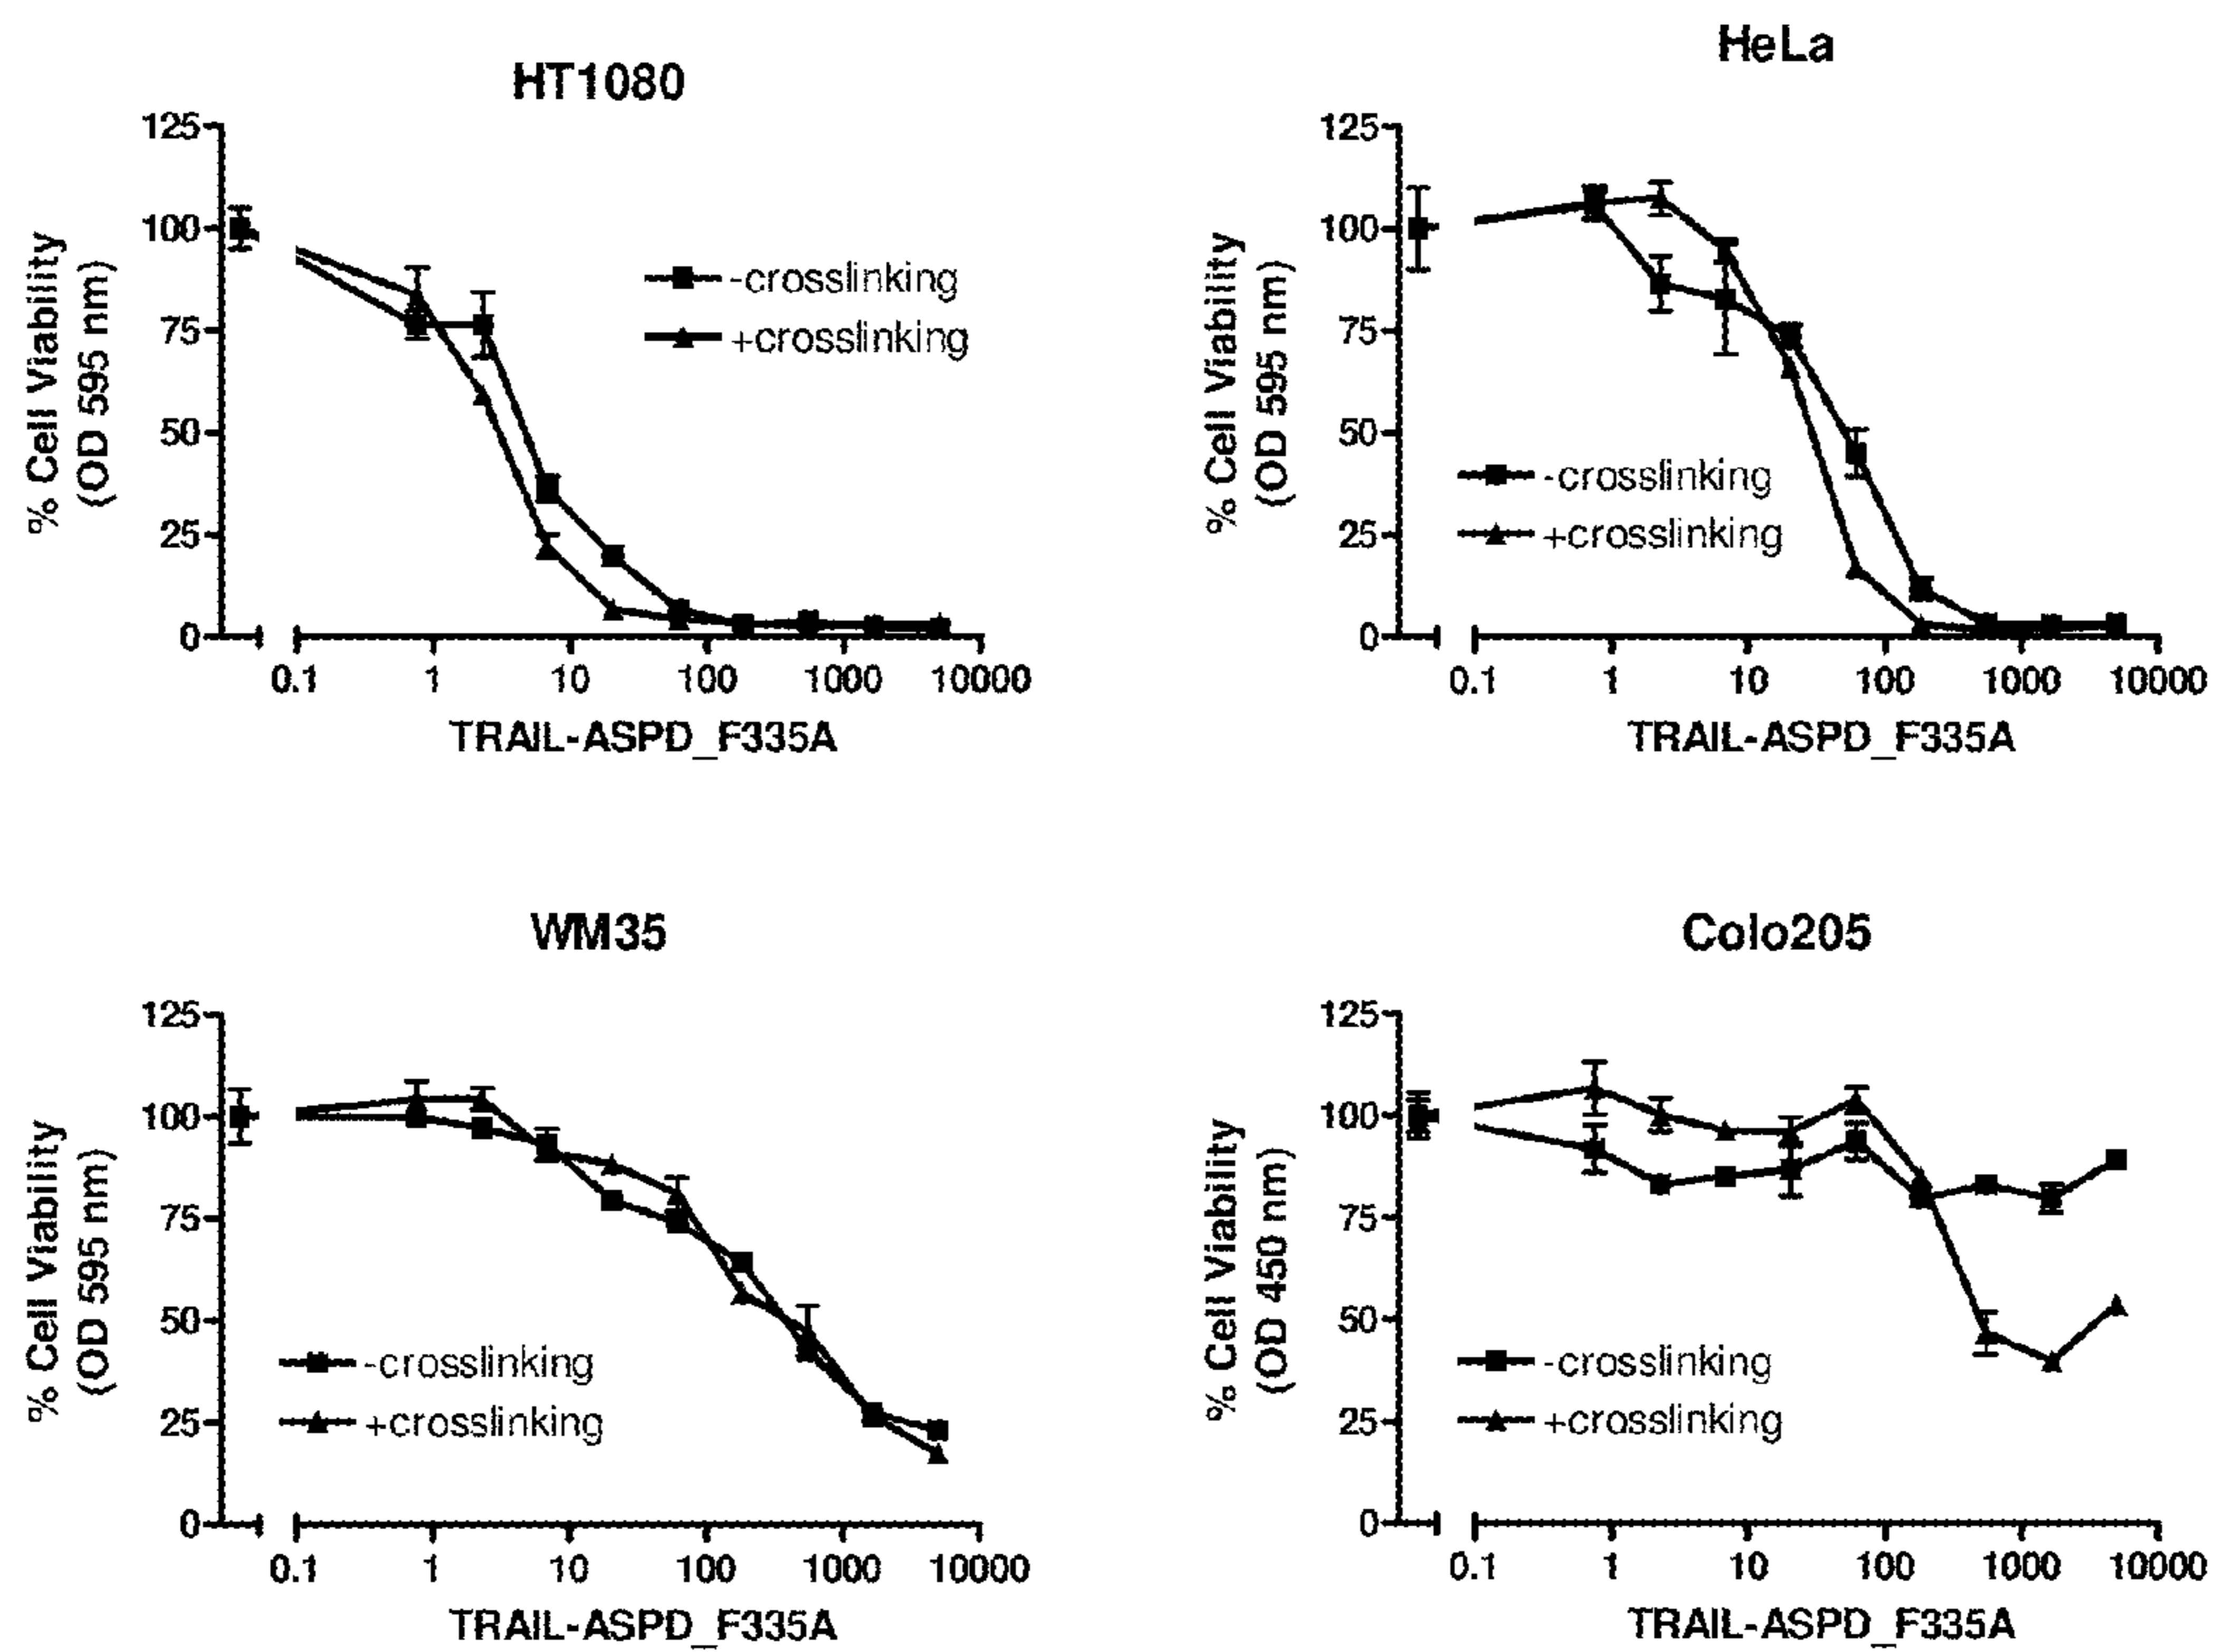 HT1080
125
100
75
50
25
0
% Cell Viability
(OD 595 nm)
-crosslinking
+crosslinking
0.1 1 10 100 1000 10000
TRAIL-ASPD_F335A
HeLa
125
100
75
50
25
0
% Cell Viability
(OD 595 nm)
-crosslinking
+crosslinking
0.1 1 10 100 1000 10000
TRAIL-ASPD_F335A
WM35
125
100
75
50
25
0
% Cell Viability
(OD 595 nm)
-crosslinking
+crosslinking
0.1 1 10 100 1000 10000
TRAIL-ASPD_F335A
Colo205
125
100
75
50
25
0
% Cell Viability
(OD 450 nm)
-crosslinking
+crosslinking
0.1 1 10 100 1000 10000
TRAIL-ASPD_F335A